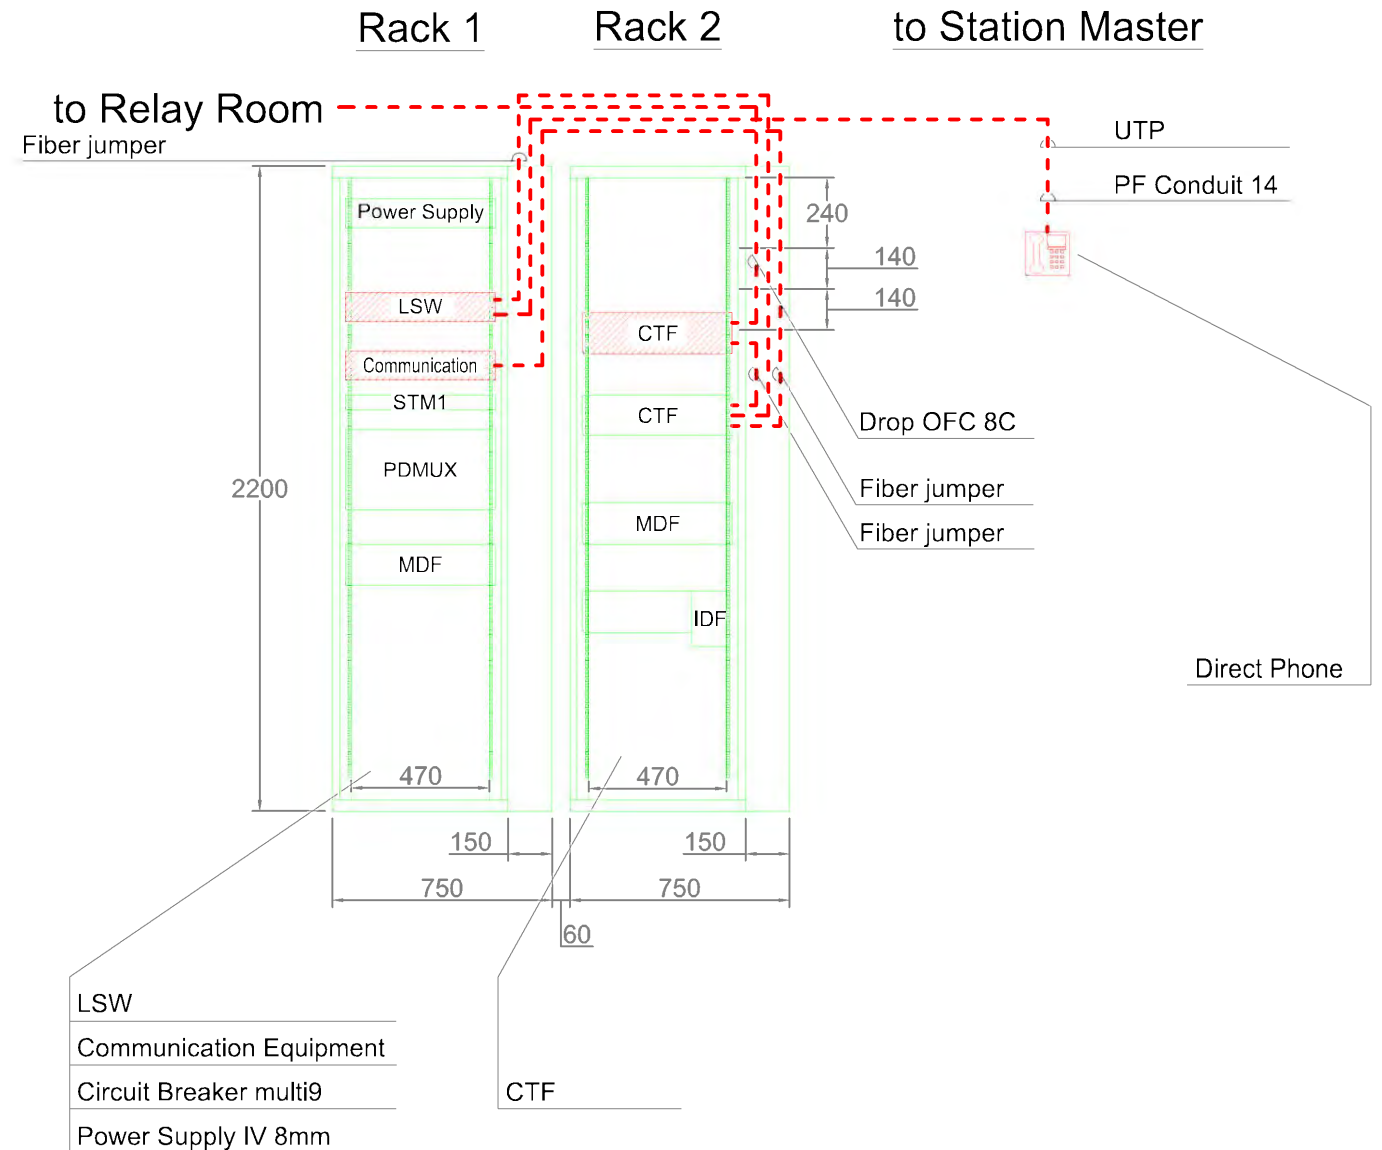 Rack 1
Rack 2
to Station Master
to Relay Room
Fiber jumper
UTP
PF Conduit 14
Power Supply
240
140
140
LSW
CTF
Communication
STM1
CTF
Drop OFC 8C
PDMUX
2200
Fiber jumper
MDF
Fiber jumper
MDF
IDF
Direct Phone
470
470
150
150
750
750
60
LSW
Communication Equipment
Circuit Breaker multi9
CTF
Power Supply IV 8mm